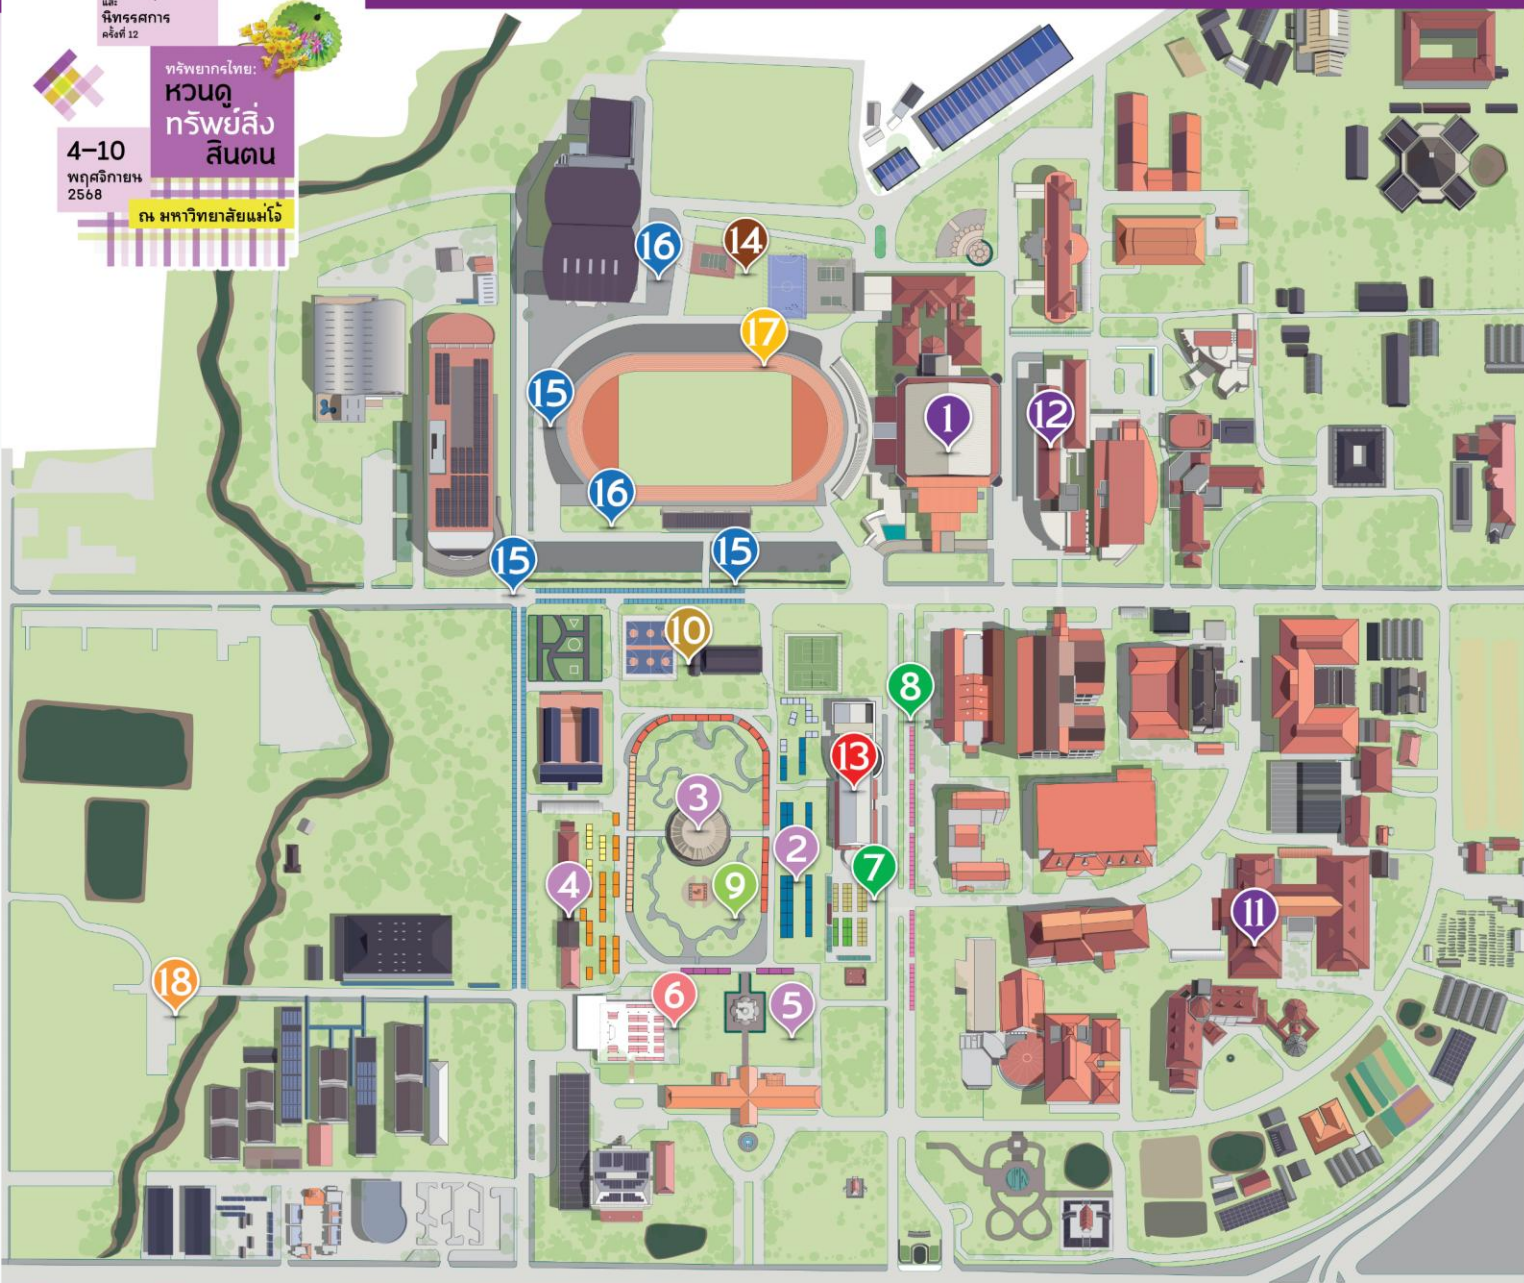 และ
นิทรรศการ
ครั้งที่ 12
ทรัพยากรไทย:
หวนดู
ทรัพย์สิ่ง
สินตน
4–10
พฤศจิกายน
2568
ณ มหาวิทยาลัยแม่โจ้
14
16
17
15
1
12
16
15
15
10
8
13
3
2
7
4
9
11
18
6
5